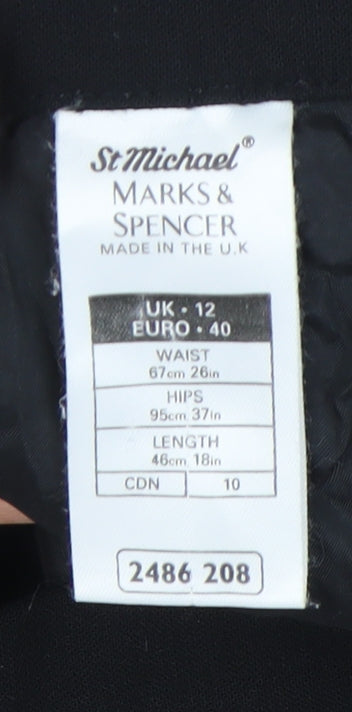 St Michael®
MARKS &
SPENCER
MADE IN THE U.K
UK • 12
EURO • 40
WAIST
67cm 26in
HIPS
95cm 37in
LENGTH
46cm 18in
CDN 10
2486 208